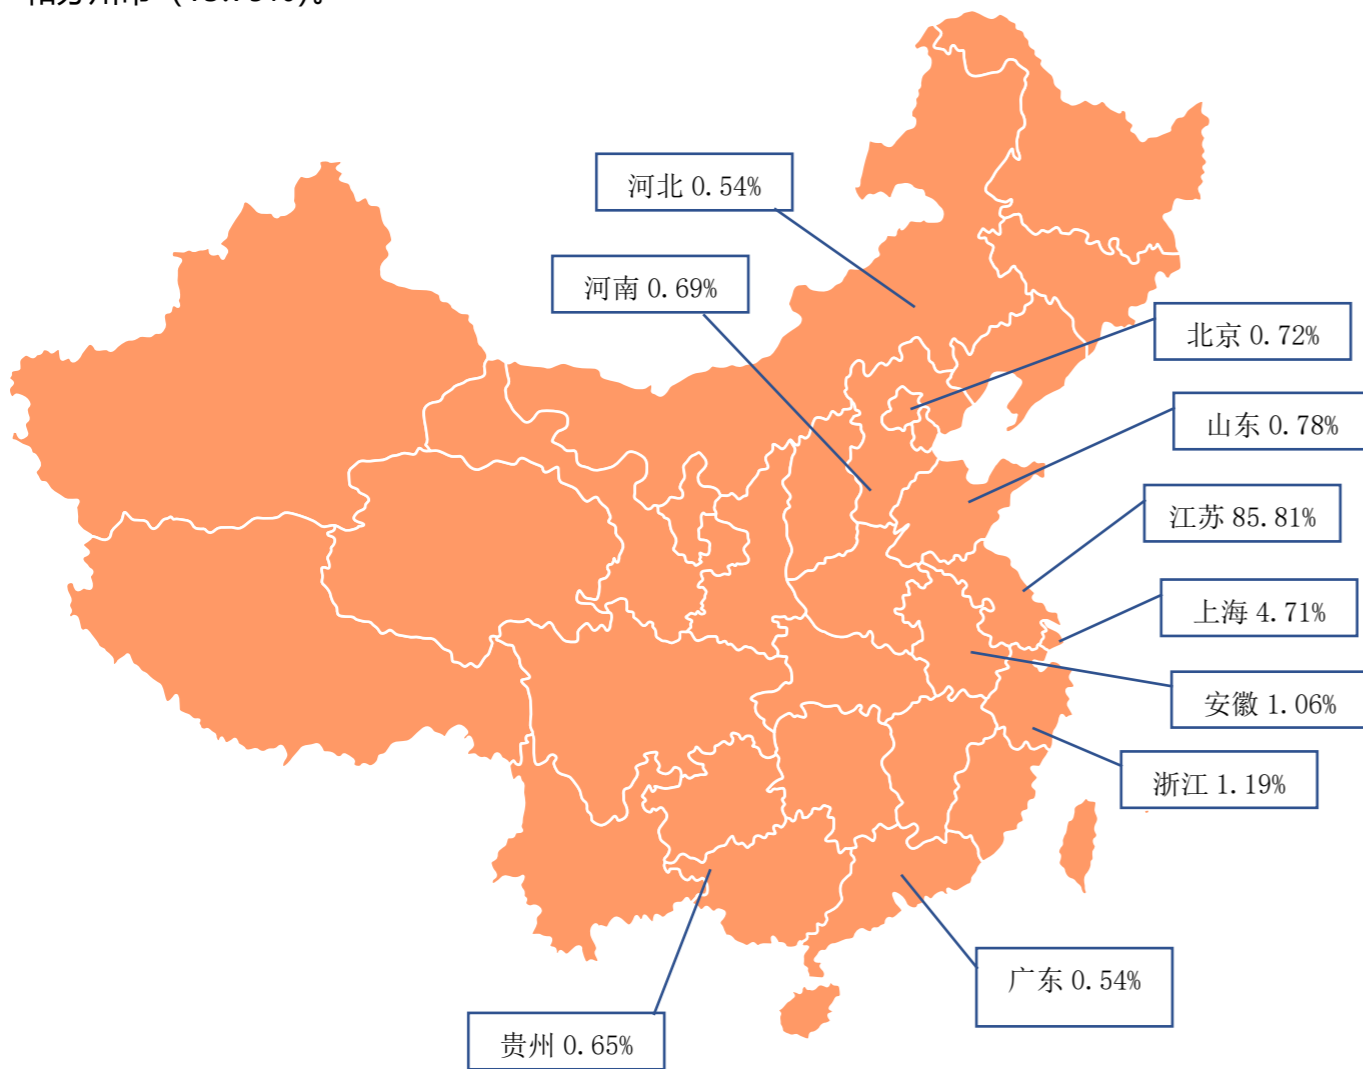 河北 0.54%
河南 0.69%
北京 0.72%
山东 0.78%
江苏 85.81%
上海 4.71%
安徽 1.06%
浙江 1.19%
广东 0.54%
贵州 0.65%